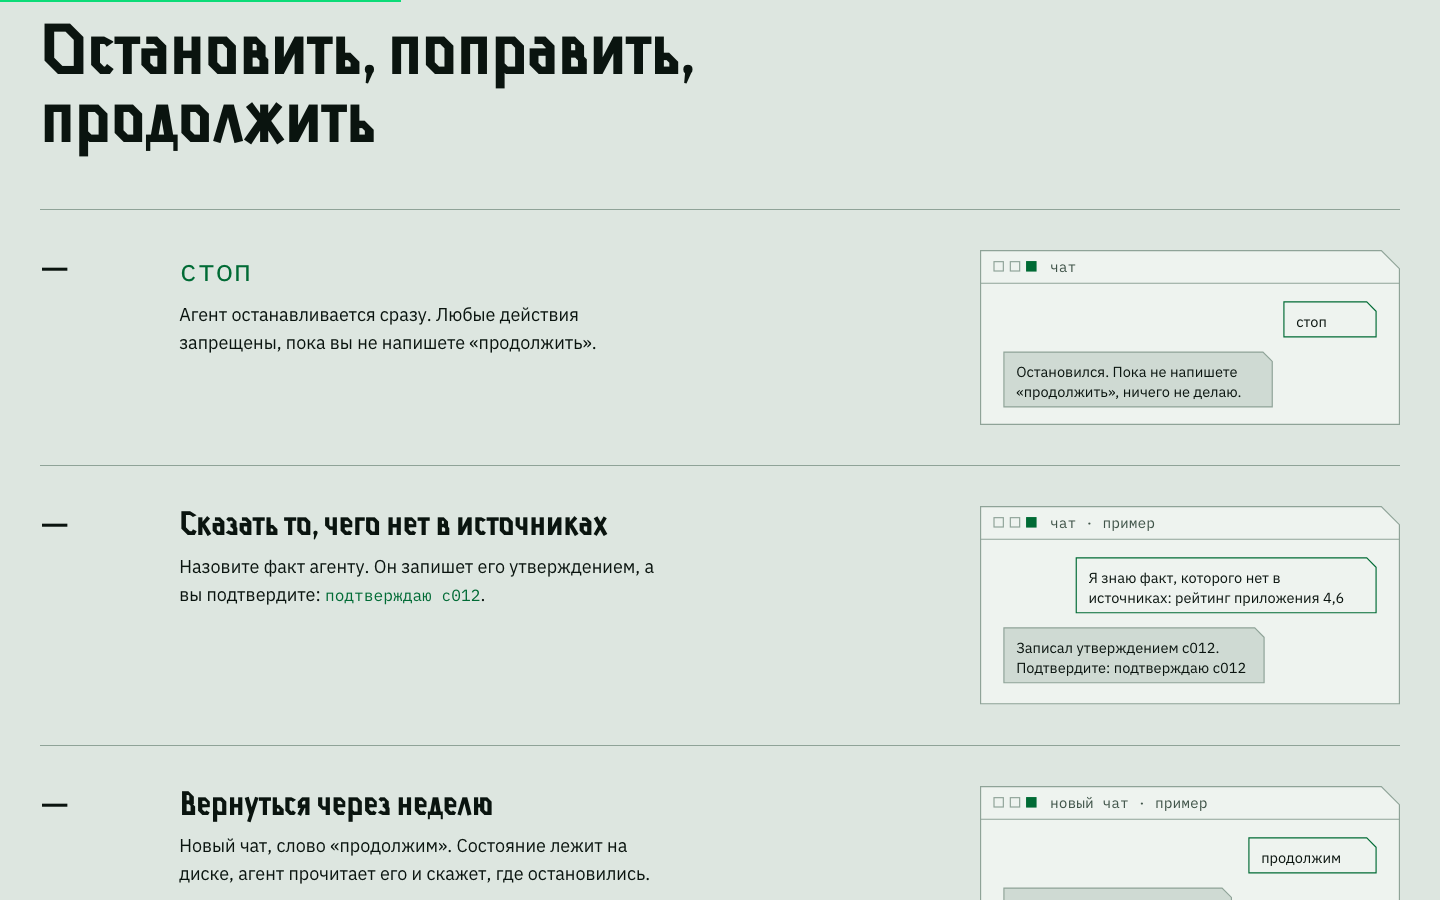 Остановить, поправить,
продолжить
—
стоп
Агент останавливается сразу. Любые действия
запрещены, пока вы не напишете «продолжить».
чат
стоп
Остановился. Пока не напишете
«продолжить», ничего не делаю.
—
Сказать то, чего нет в источниках
Назовите факт агенту. Он запишет его утверждением, а
вы подтвердите: подтверждаю c012.
чат · пример
Я знаю факт, которого нет в
источниках: рейтинг приложения 4,6
Записал утверждением c012.
Подтвердите: подтверждаю c012
—
Вернуться через неделю
Новый чат, слово «продолжим». Состояние лежит на
диске, агент прочитает его и скажет, где остановились.
новый чат · пример
продолжим